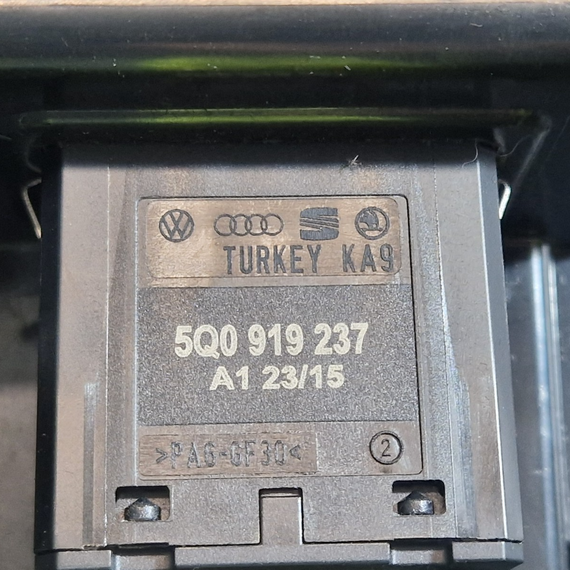 TURKEY KA9
5Q0 919 237
A1 23/15
>PA6-GF30<
2